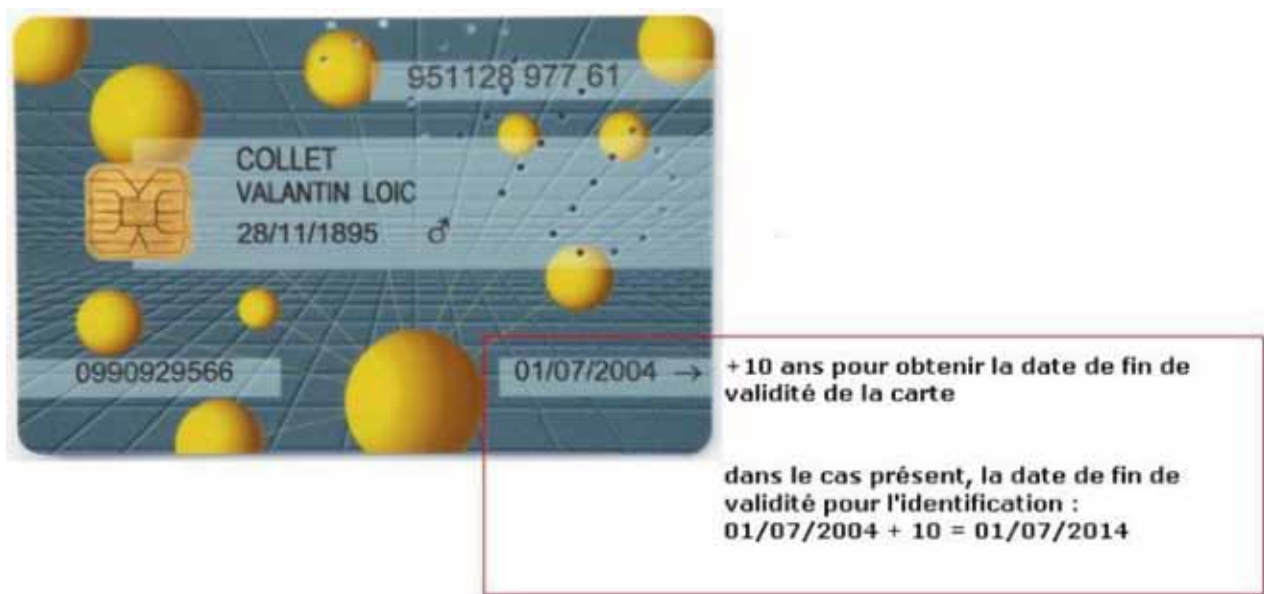 951128 977 61
COLLET
VALANTIN LOIC
28/11/1895 ♂
0990929566
01/07/2004 →
+10 ans pour obtenir la date de fin de
validité de la carte
dans le cas présent, la date de fin de
validité pour l'identification :
01/07/2004 + 10 = 01/07/2014